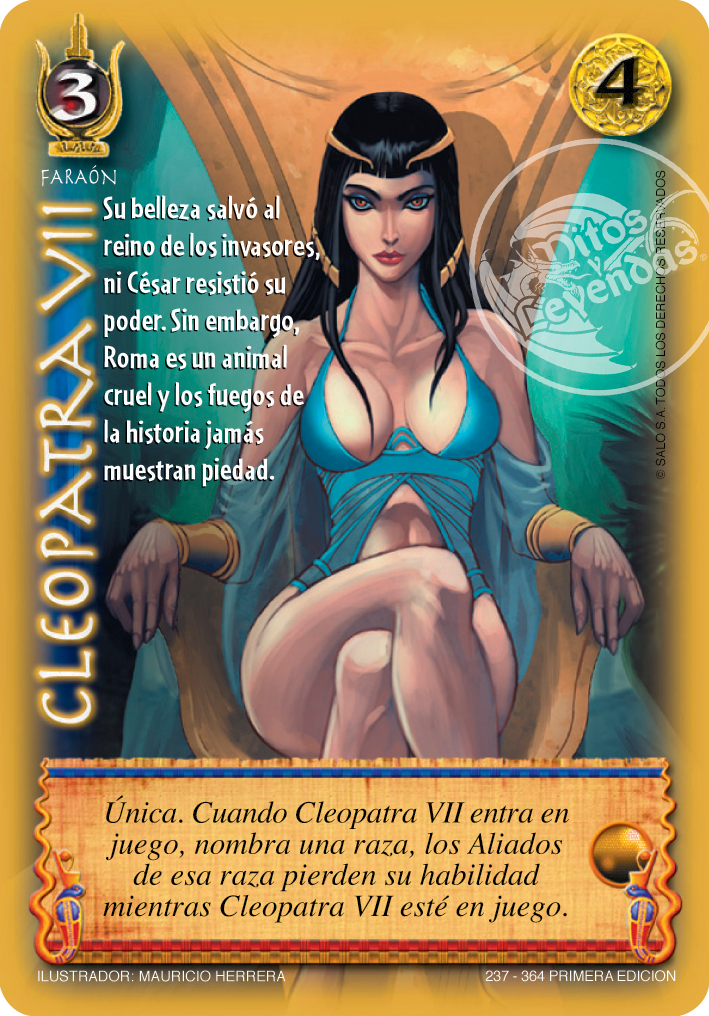 3
4
FARAÓN
CLEOPATRA VII
Su belleza salvó al
reino de los invasores,
ni César resistió su
poder. Sin embargo,
Roma es un animal
cruel y los fuegos de
la historia jamás
muestran piedad.
Mitos
y
Leyendas®
© SALO S.A. TODOS LOS DERECHOS RESERVADOS
Única. Cuando Cleopatra VII entra en
juego, nombra una raza, los Aliados
de esa raza pierden su habilidad
mientras Cleopatra VII esté en juego.
ILUSTRADOR: MAURICIO HERRERA
237 - 364 PRIMERA EDICION